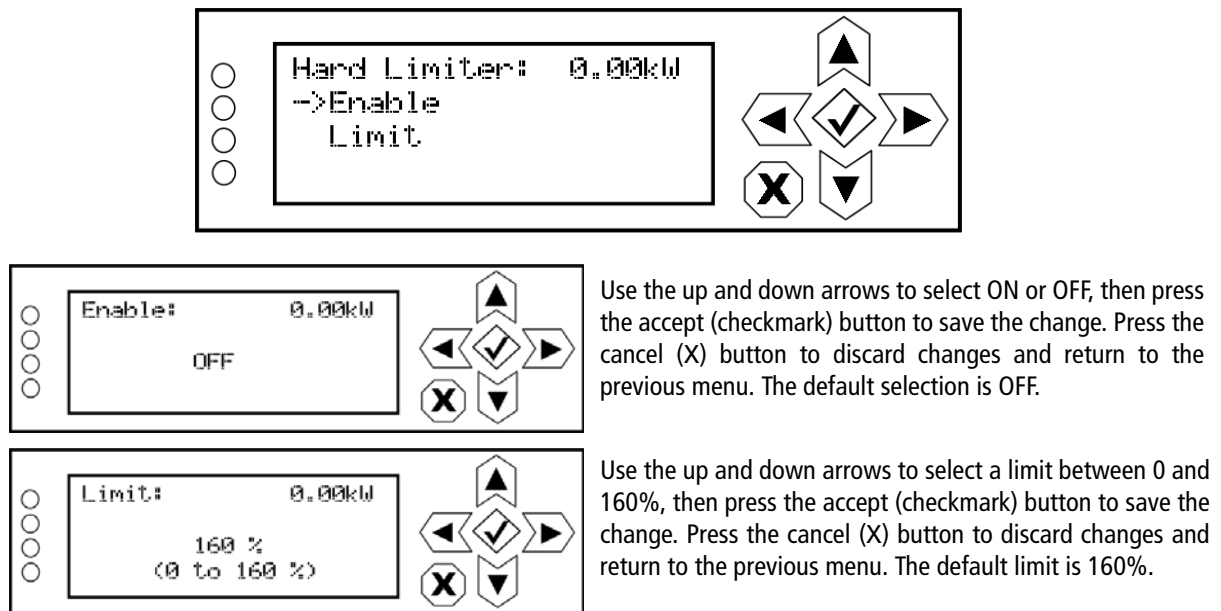 Hard Limiter: 0.00kW
->Enable
Limit
X
Enable: 0.00kW
OFF
X
Use the up and down arrows to select ON or OFF, then press
the accept (checkmark) button to save the change. Press the
cancel (X) button to discard changes and return to the
previous menu. The default selection is OFF.
Limit: 0.00kW
160 %
(0 to 160 %)
X
Use the up and down arrows to select a limit between 0 and
160%, then press the accept (checkmark) button to save the
change. Press the cancel (X) button to discard changes and
return to the previous menu. The default limit is 160%.